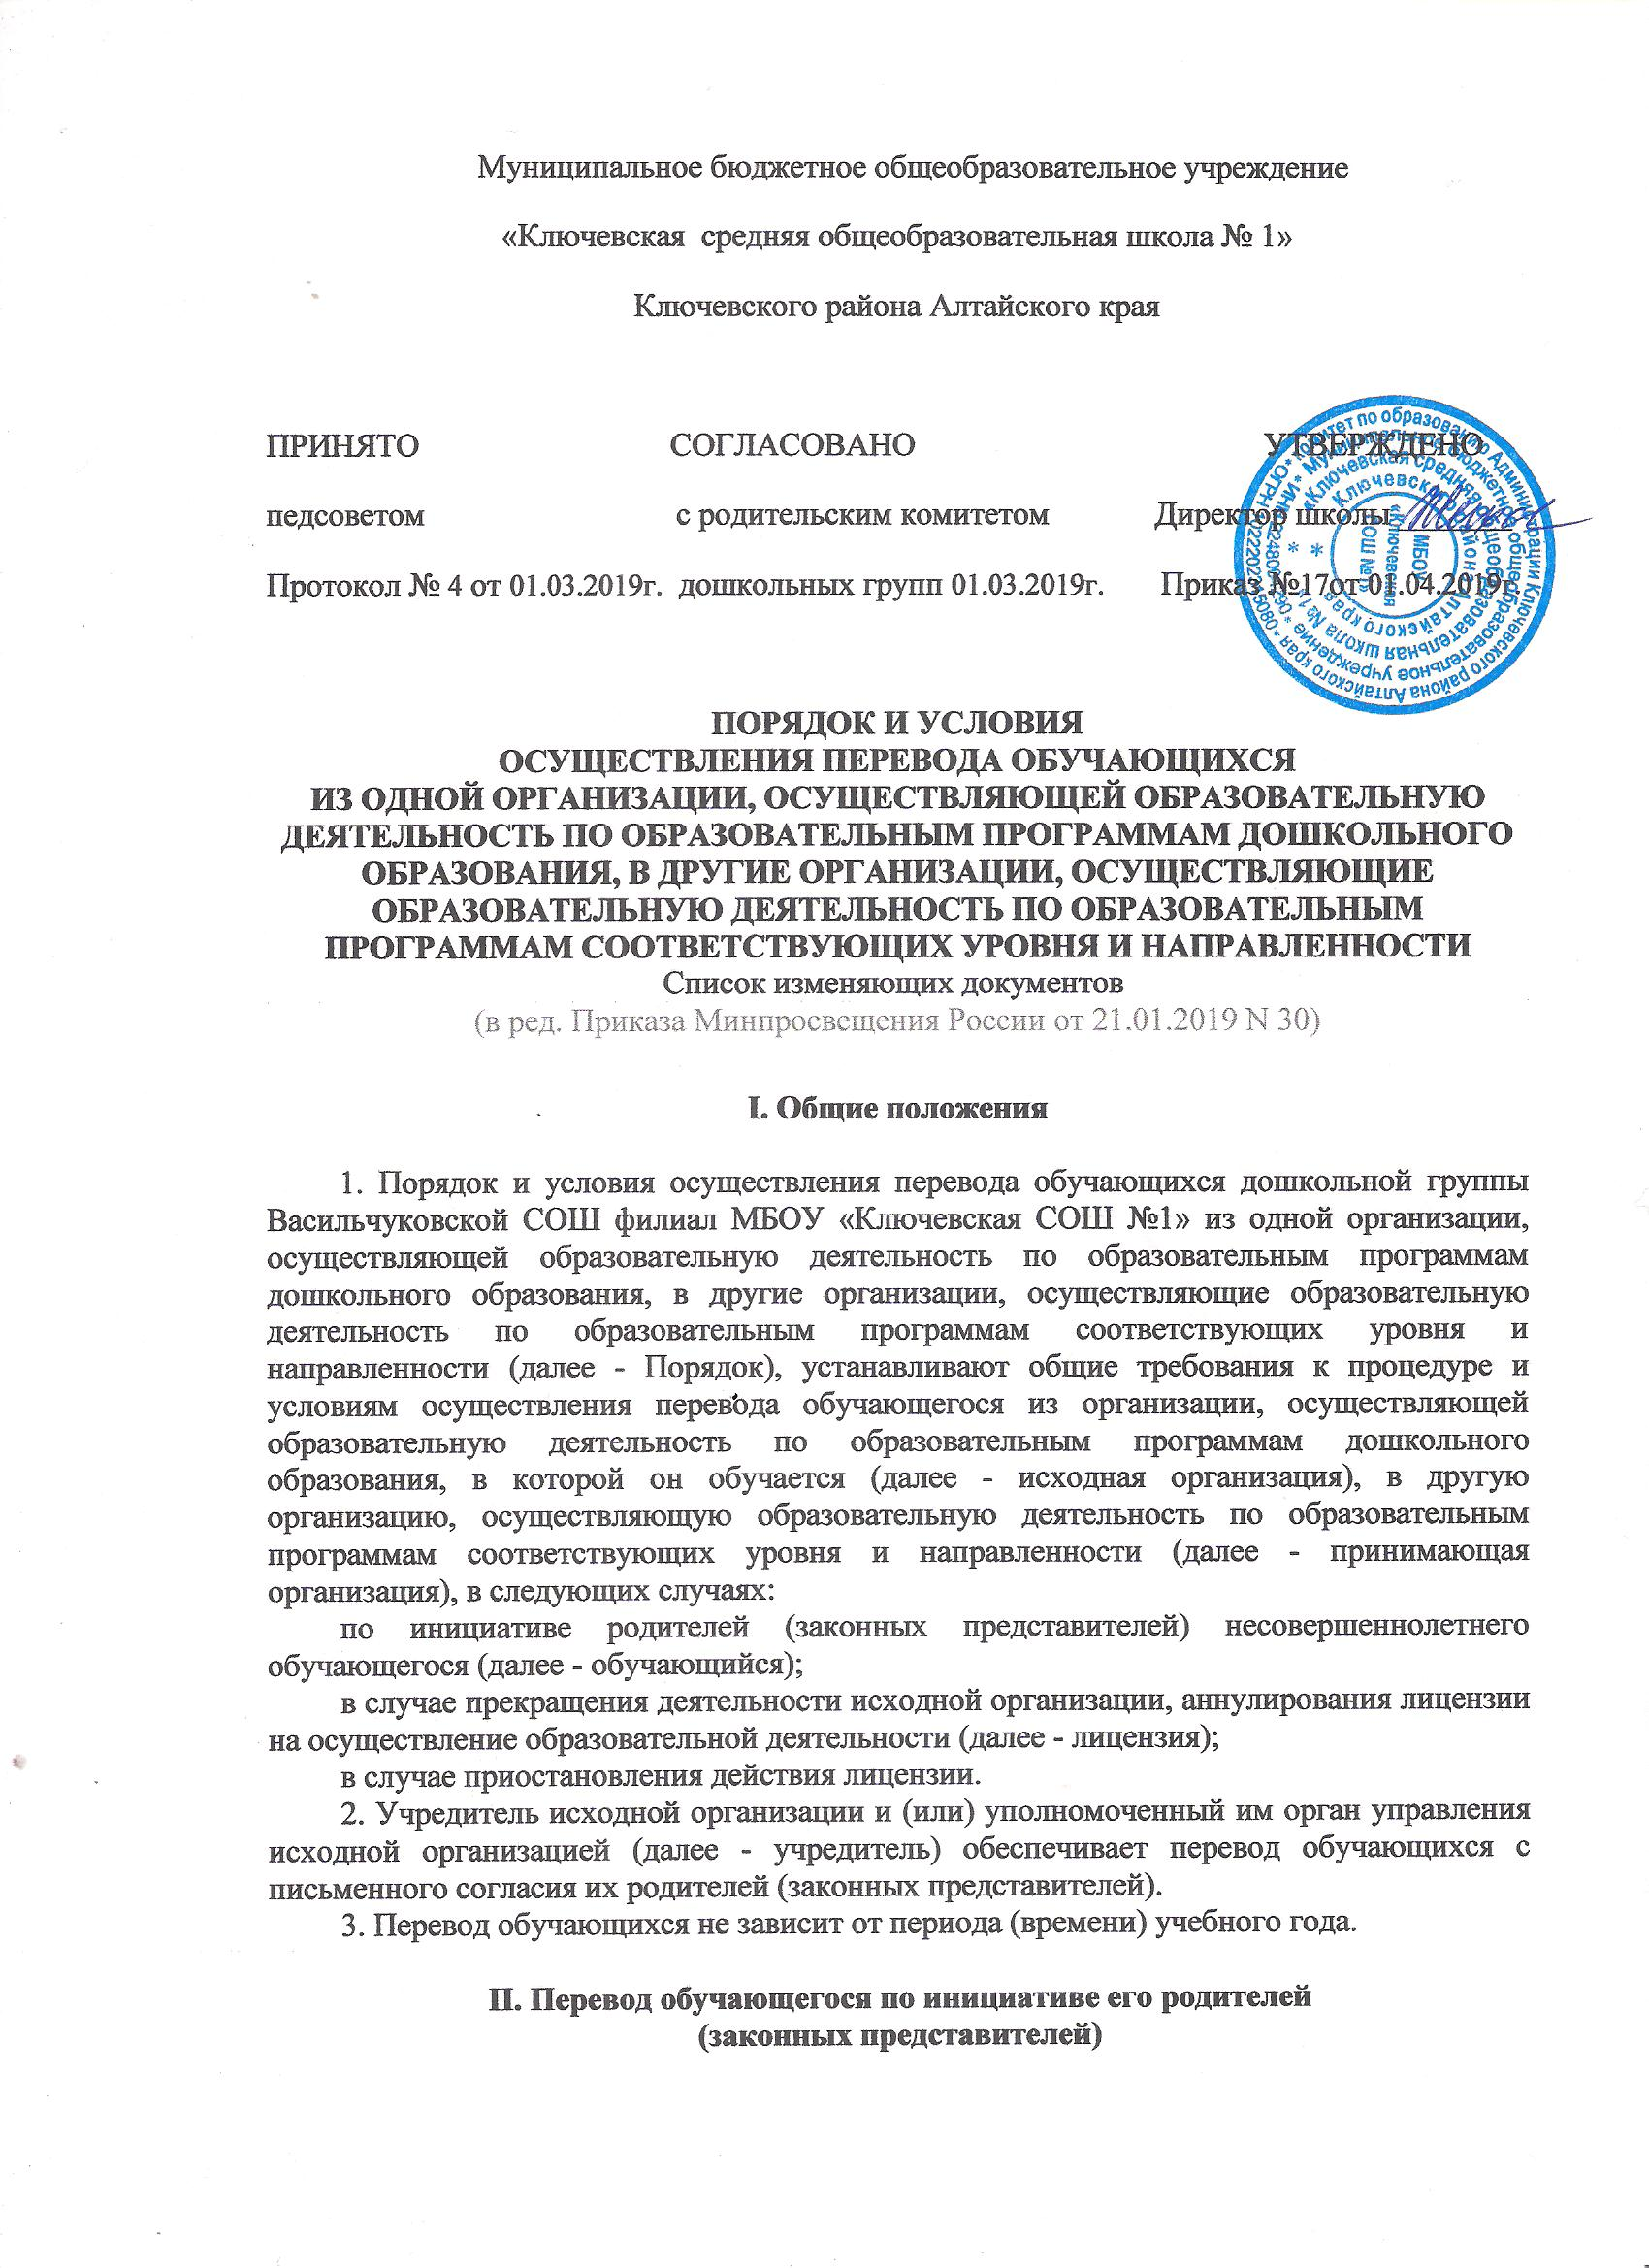 Муниципальное бюджетное общеобразовательное учреждение
«Ключевская средняя общеобразовательная школа № 1»
Ключевского района Алтайского края
ПРИНЯТО СОГЛАСОВАНО УТВЕРЖДЕНО
педсоветом с родительским комитетом Директор школы
Протокол № 4 от 01.03.2019г. дошкольных групп 01.03.2019г. Приказ №17от 01.04.2019г.
МБОУ
«Ключевская
СОШ №1»
ПОРЯДОК И УСЛОВИЯ
ОСУЩЕСТВЛЕНИЯ ПЕРЕВОДА ОБУЧАЮЩИХСЯ
ИЗ ОДНОЙ ОРГАНИЗАЦИИ, ОСУЩЕСТВЛЯЮЩЕЙ ОБРАЗОВАТЕЛЬНУЮ
ДЕЯТЕЛЬНОСТЬ ПО ОБРАЗОВАТЕЛЬНЫМ ПРОГРАММАМ ДОШКОЛЬНОГО
ОБРАЗОВАНИЯ, В ДРУГИЕ ОРГАНИЗАЦИИ, ОСУЩЕСТВЛЯЮЩИЕ
ОБРАЗОВАТЕЛЬНУЮ ДЕЯТЕЛЬНОСТЬ ПО ОБРАЗОВАТЕЛЬНЫМ
ПРОГРАММАМ СООТВЕТСТВУЮЩИХ УРОВНЯ И НАПРАВЛЕННОСТИ
Список изменяющих документов
(в ред. Приказа Минпросвещения России от 21.01.2019 N 30)
I. Общие положения
1. Порядок и условия осуществления перевода обучающихся дошкольной группы
Васильчуковской СОШ филиал МБОУ «Ключевская СОШ №1» из одной организации,
осуществляющей образовательную деятельность по образовательным программам
дошкольного образования, в другие организации, осуществляющие образовательную
деятельность по образовательным программам соответствующих уровня и
направленности (далее - Порядок), устанавливают общие требования к процедуре и
условиям осуществления перевода обучающегося из организации, осуществляющей
образовательную деятельность по образовательным программам дошкольного
образования, в которой он обучается (далее - исходная организация), в другую
организацию, осуществляющую образовательную деятельность по образовательным
программам соответствующих уровня и направленности (далее - принимающая
организация), в следующих случаях:
по инициативе родителей (законных представителей) несовершеннолетнего
обучающегося (далее - обучающийся);
в случае прекращения деятельности исходной организации, аннулирования лицензии
на осуществление образовательной деятельности (далее - лицензия);
в случае приостановления действия лицензии.
2. Учредитель исходной организации и (или) уполномоченный им орган управления
исходной организацией (далее - учредитель) обеспечивает перевод обучающихся с
письменного согласия их родителей (законных представителей).
3. Перевод обучающихся не зависит от периода (времени) учебного года.
II. Перевод обучающегося по инициативе его родителей
(законных представителей)